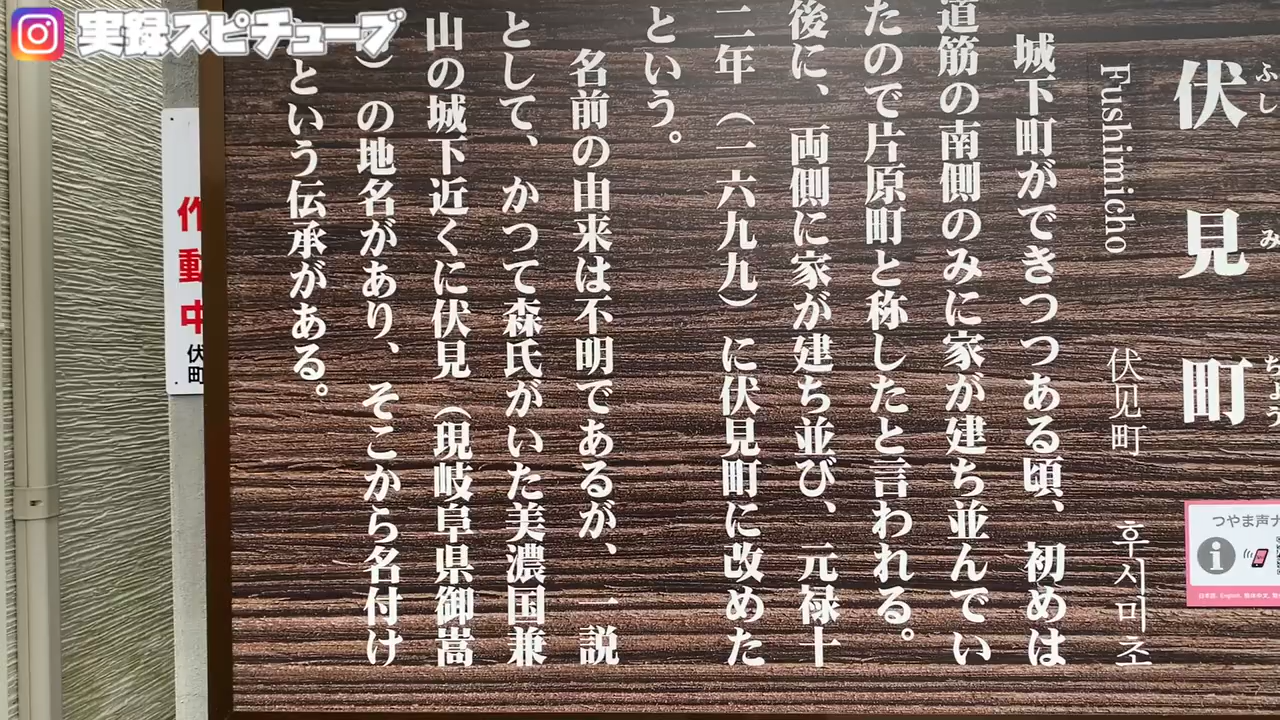 実録スピチューブ
伏見町
ふし み ちょう
Fushimicho
伏见町
후시미초
城下町ができつつある頃、初めは
道筋の南側のみに家が建ち並んでい
たので片原町と称したと言われる。
後に、両側に家が建ち並び、元禄十
二年(一六九九)に伏見町に改めた
という。
名前の由来は不明であるが、一説
として、かつて森氏がいた美濃国兼
山の城下近くに伏見(現岐阜県御嵩
)の地名があり、そこから名付け
という伝承がある。
つやま声ナ
日本語, English,
作動中
伏
町